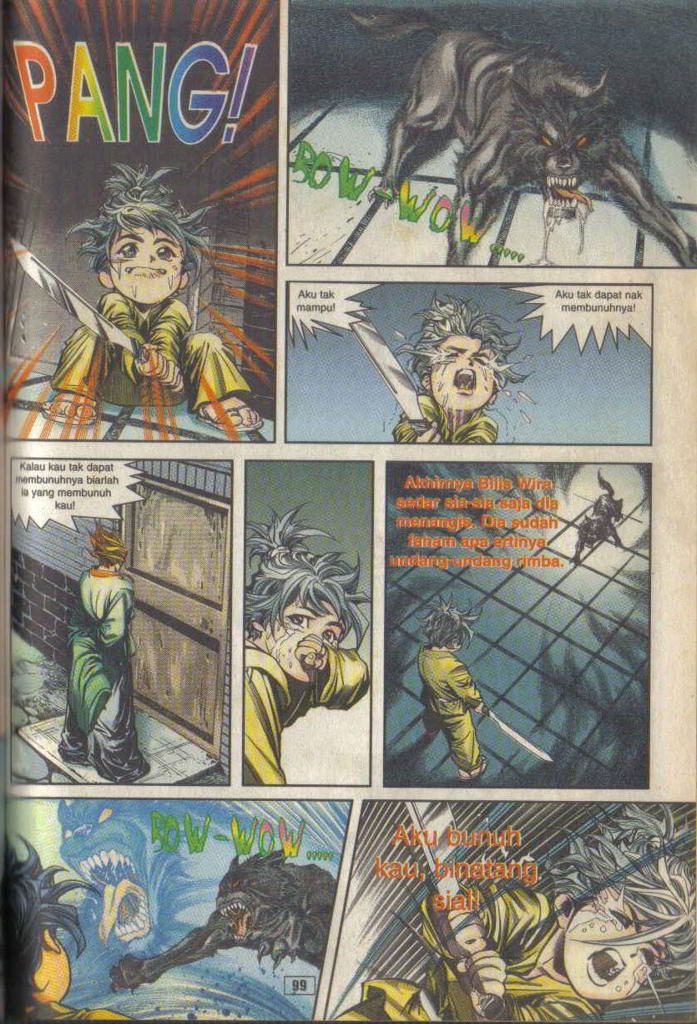 PANG!
BOW-WOW.....
Aku tak
mampu!
Aku tak dapat nak
membunuhnya!
Kalau kau tak dapat
membunuhnya biarlah
ia yang membunuh
kau!
Akhirnya Bilis Wira
sedar sia-sia saja dia
menangis. Dia sudah
faham apa ertinya
undang-undang rimba.
BOW-WOW.....
Aku bunuh
kau, binatang
sial!
99